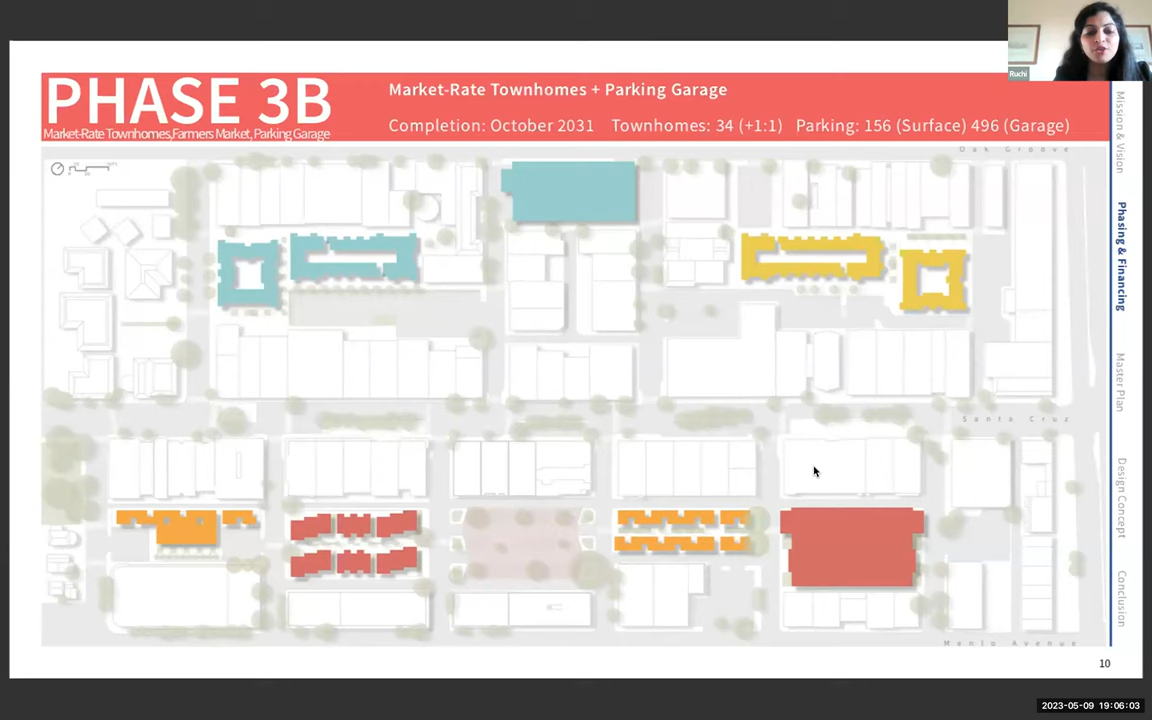 PHASE 3B
Market-Rate Townhomes,Farmers Market, Parking Garage
Market-Rate Townhomes + Parking Garage
Completion: October 2031 Townhomes: 34 (+1:1) Parking: 156 (Surface) 496 (Garage)
Ruchi
Oak Grove
Santa Cruz
Menlo Avenue
Mission & Vision
Phasing & Financing
Master Plan
Design Concept
Conclusion
10
2023-05-09 19:06:03